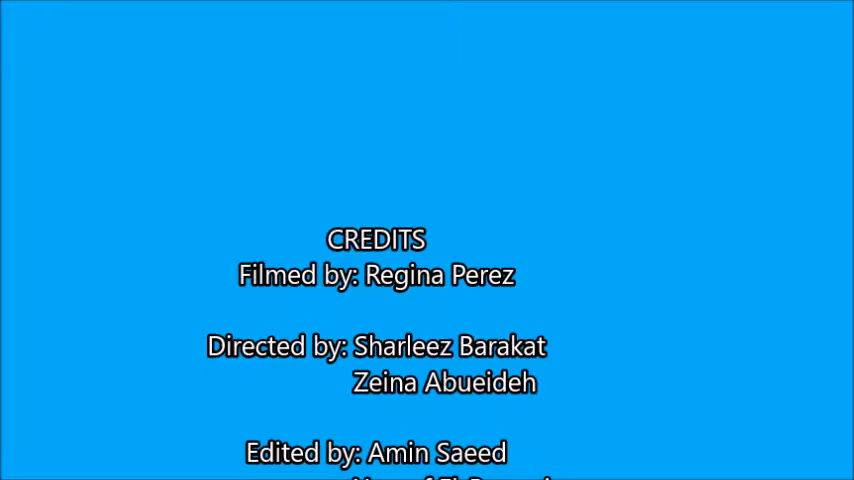 CREDITS
Filmed by: Regina Perez
Directed by: Sharleez Barakat
Zeina Abueideh
Edited by: Amin Saeed